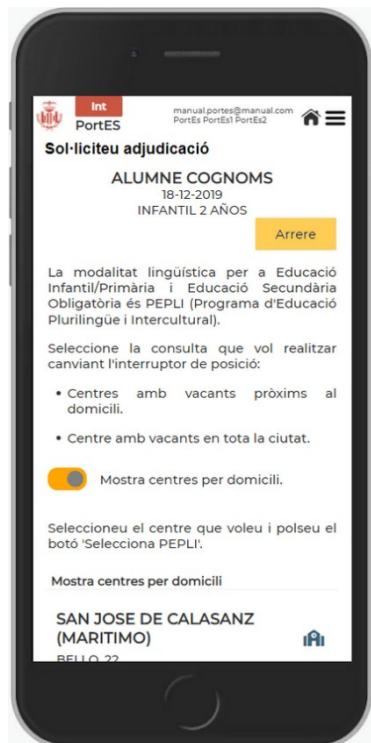 Int
PortES
manual.portes@manual.com
PortEs PortEs1 PortEs2
Sol·liciteu adjudicació
ALUMNE COGNOMS
18-12-2019
INFANTIL 2 AÑOS
Arrere
La modalitat lingüística per a Educació
Infantil/Primària i Educació Secundària
Obligatòria és PEPLI (Programa d'Educació
Plurilingüe i Intercultural).
Seleccione la consulta que vol realitzar
canviant l'interruptor de posició:
• Centres amb vacants pròxims al
domicili.
• Centre amb vacants en tota la ciutat.
Mostra centres per domicili.
Seleccioneu el centre que voleu i polseu el
botó 'Selecciona PEPLI'.
Mostra centres per domicili
SAN JOSE DE CALASANZ
(MARITIMO)
BELLO, 22